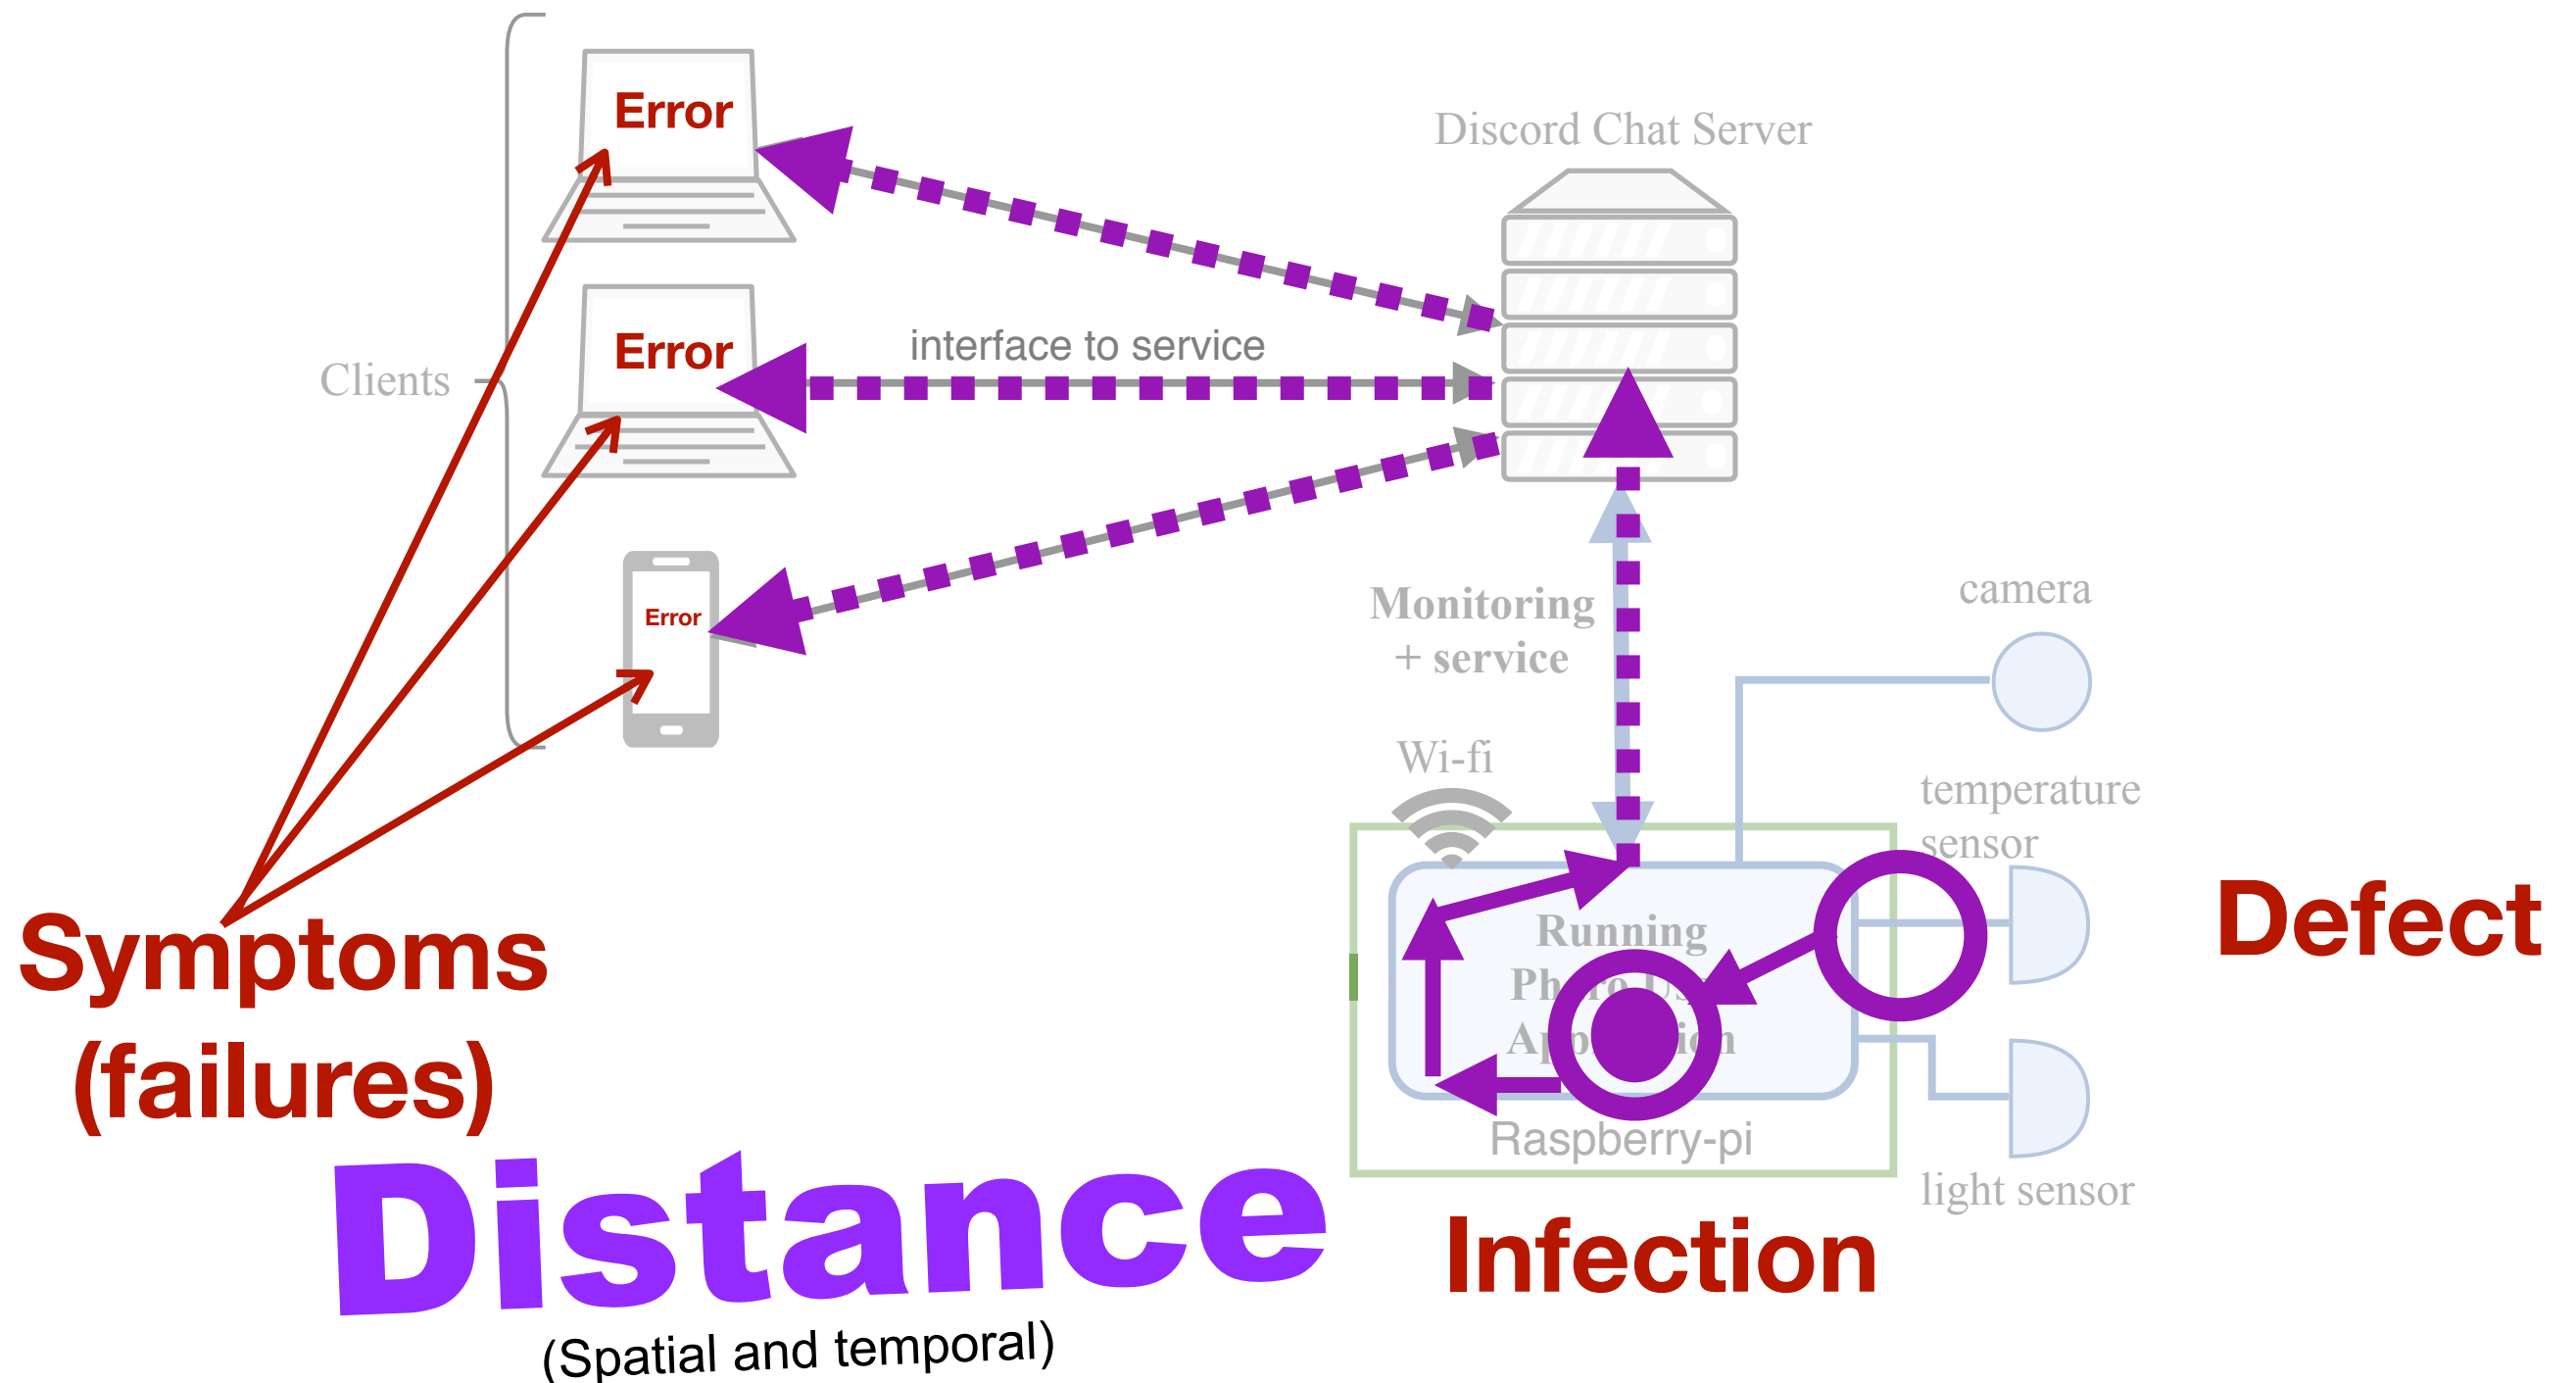 Error
Discord Chat Server
Error
interface to service
Clients
Error
Monitoring
+ service
camera
Wi-fi
temperature
sensor
Running
Application
Raspberry-pi
light sensor
Defect
Symptoms
(failures)
Infection
Distance
(Spatial and temporal)